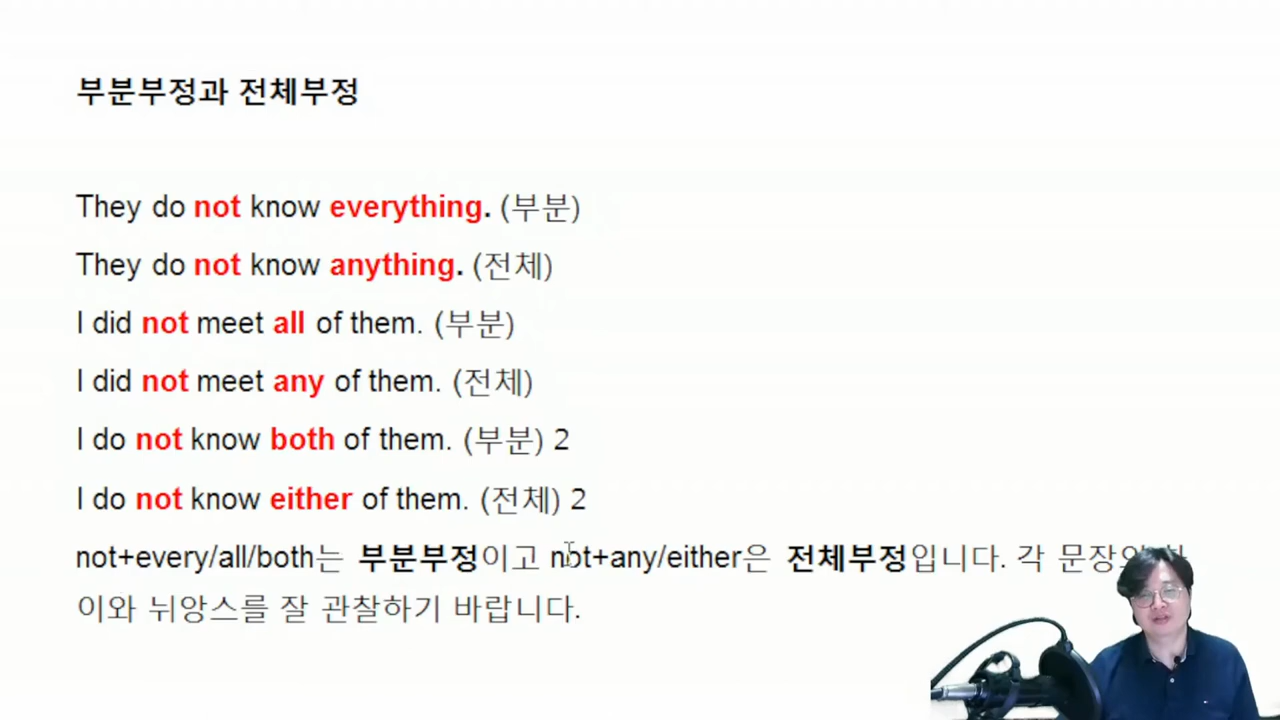 부분부정과 전체부정
They do not know everything. (부분)
They do not know anything. (전체)
I did not meet all of them. (부분)
I did not meet any of them. (전체)
I do not know both of them. (부분) 2
I do not know either of them. (전체) 2
not+every/all/both는 부분부정이고 not+any/either은 전체부정입니다. 각 문장의
이와 뉘앙스를 잘 관찰하기 바랍니다.